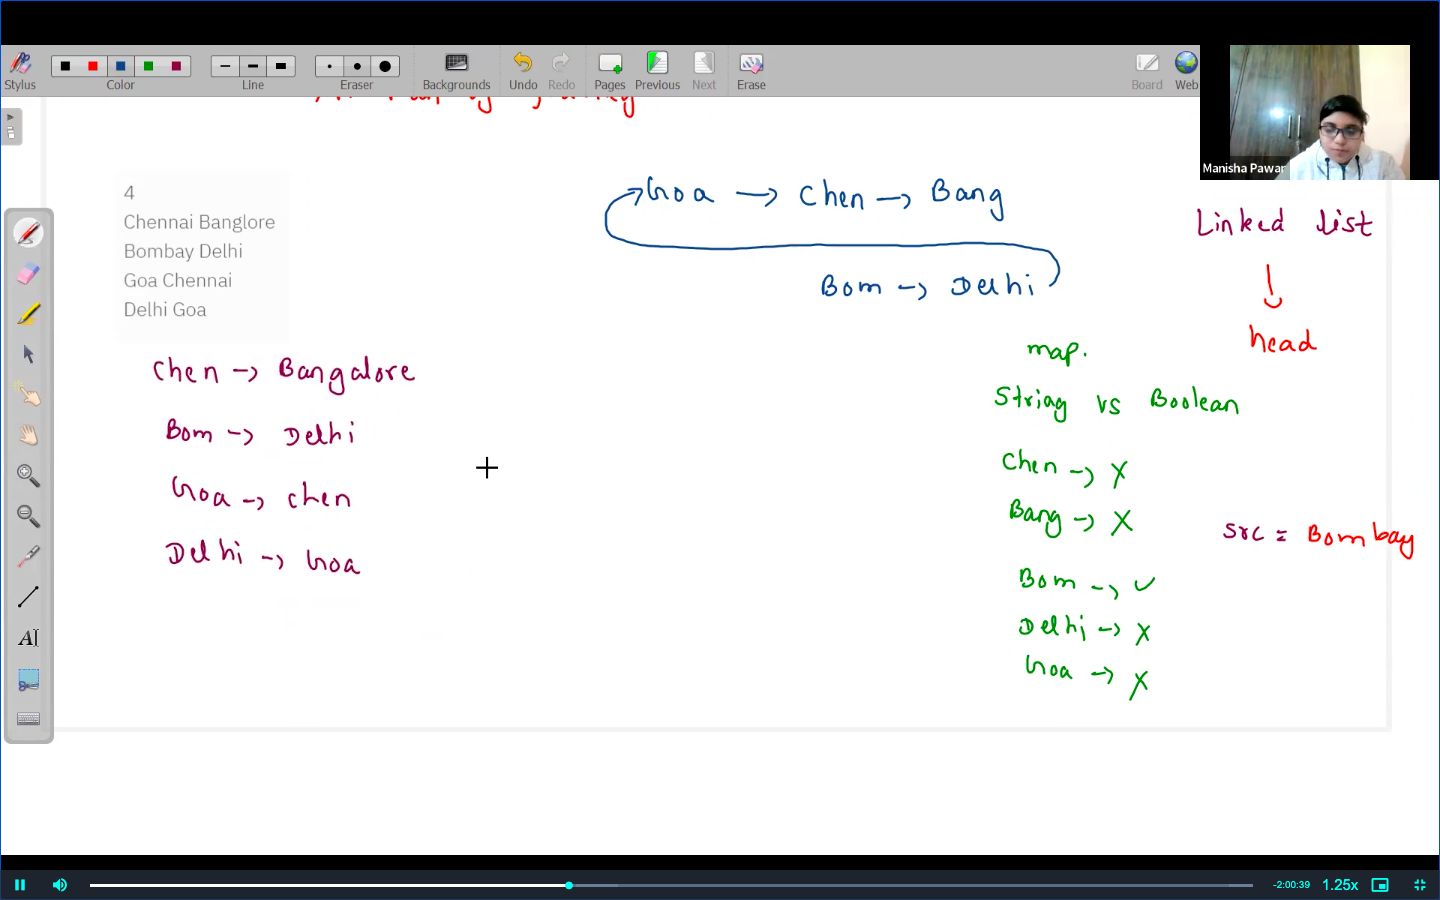 Stylus
Color
Line
Eraser
Backgrounds
Undo
Redo
Pages
Previous
Next
Erase
Board
Web
Manisha Pawar
4
Chennai Banglore
Bombay Delhi
Goa Chennai
Delhi Goa
Goa → Chen → Bang
Bom → Delhi
Linked list
head
Chen → Bangalore
Bom → Delhi
Goa → chen
Delhi → Goa
map.
String vs Boolean
Chen → X
Bang → X
Bom → ✓
Delhi → X
Goa → X
src = Bombay
AI
-2:00:39
1.25x